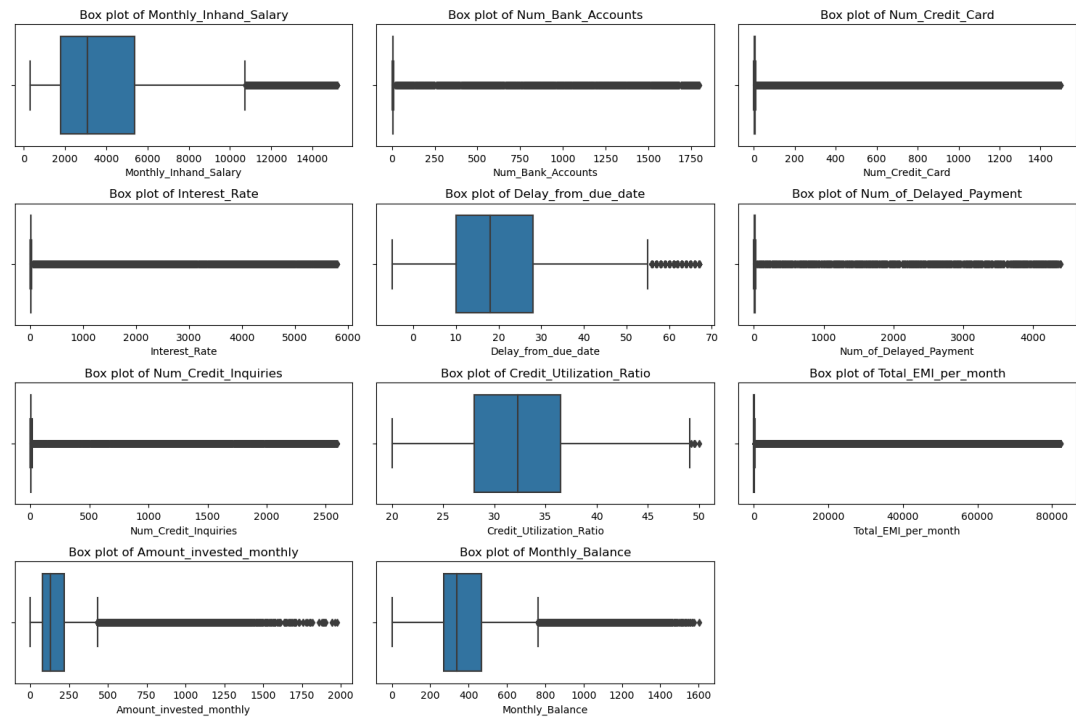 Box plot of Monthly_Inhand_Salary
0 2000 4000 6000 8000 10000 12000 14000
Monthly_Inhand_Salary
Box plot of Num_Bank_Accounts
0 250 500 750 1000 1250 1500 1750
Num_Bank_Accounts
Box plot of Num_Credit_Card
0 200 400 600 800 1000 1200 1400
Num_Credit_Card
Box plot of Interest_Rate
0 1000 2000 3000 4000 5000 6000
Interest_Rate
Box plot of Delay_from_due_date
0 10 20 30 40 50 60 70
Delay_from_due_date
Box plot of Num_of_Delayed_Payment
0 1000 2000 3000 4000
Num_of_Delayed_Payment
Box plot of Num_Credit_Inquiries
0 500 1000 1500 2000 2500
Num_Credit_Inquiries
Box plot of Credit_Utilization_Ratio
20 25 30 35 40 45 50
Credit_Utilization_Ratio
Box plot of Total_EMI_per_month
0 20000 40000 60000 80000
Total_EMI_per_month
Box plot of Amount_invested_monthly
0 250 500 750 1000 1250 1500 1750 2000
Amount_invested_monthly
Box plot of Monthly_Balance
0 200 400 600 800 1000 1200 1400 1600
Monthly_Balance